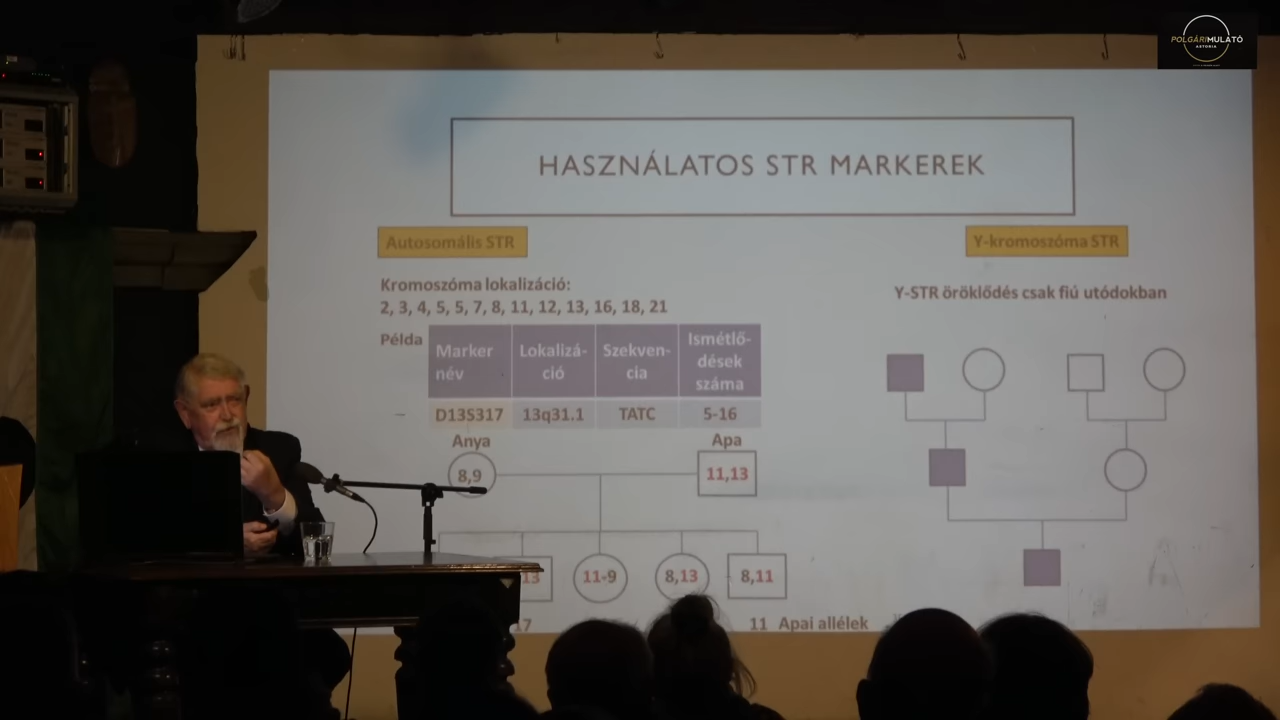 POLGÁRIMULATÓ
ASTORIA
HASZNÁLATOS STR MARKEREK
Autosomális STR
Y-kromoszóma STR
Kromoszóma lokalizáció:
2, 3, 4, 5, 5, 7, 8, 11, 12, 13, 16, 18, 21
Y-STR öröklődés csak fiú utódokban
Példa
Marker név
Lokalizá-ció
Szekven-cia
Ismétlő-dések száma
D13S317
13q31.1
TATC
5-16
Anya
Apa
8,9
11,13
13
11-9
8,13
8,11
17
11 Apai allélek